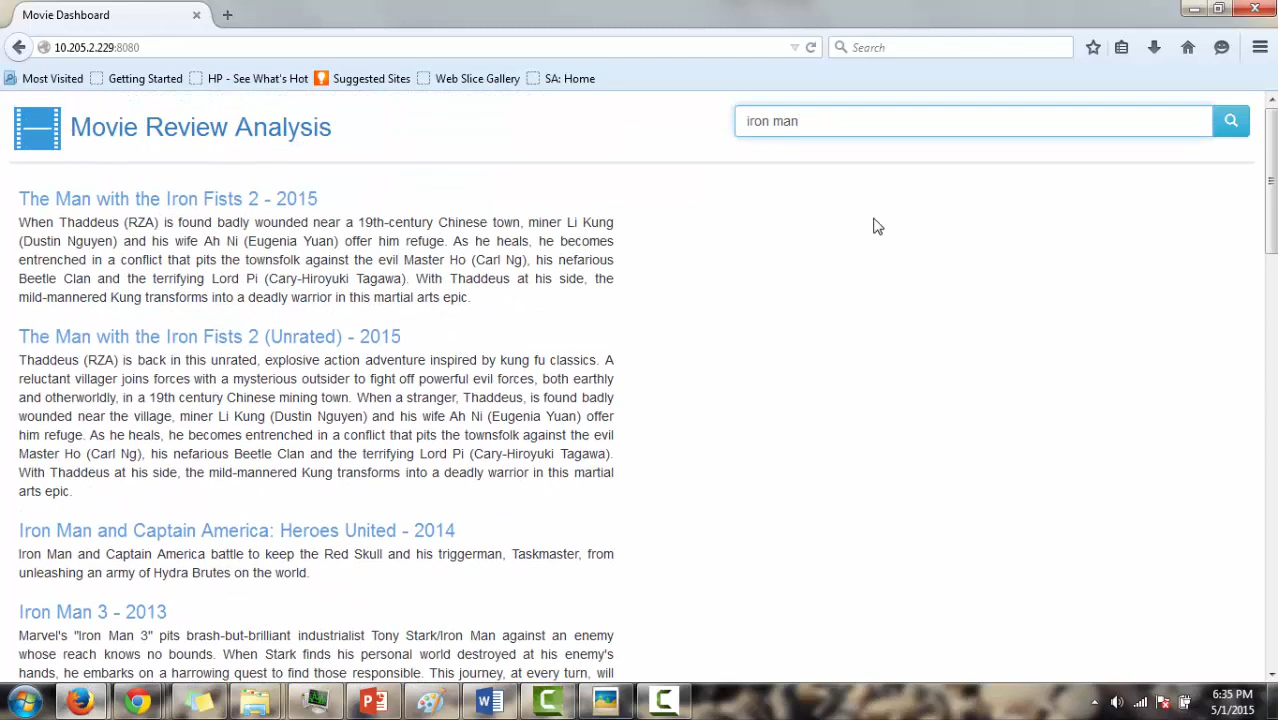 Movie Dashboard
10.205.2.229:8080
Search
Most Visited Getting Started HP - See What's Hot Suggested Sites Web Slice Gallery SA: Home
Movie Review Analysis
iron man
The Man with the Iron Fists 2 - 2015
When Thaddeus (RZA) is found badly wounded near a 19th-century Chinese town, miner Li Kung
(Dustin Nguyen) and his wife Ah Ni (Eugenia Yuan) offer him refuge. As he heals, he becomes
entrenched in a conflict that pits the townsfolk against the evil Master Ho (Carl Ng), his nefarious
Beetle Clan and the terrifying Lord Pi (Cary-Hiroyuki Tagawa). With Thaddeus at his side, the
mild-mannered Kung transforms into a deadly warrior in this martial arts epic.
The Man with the Iron Fists 2 (Unrated) - 2015
Thaddeus (RZA) is back in this unrated, explosive action adventure inspired by kung fu classics. A
reluctant villager joins forces with a mysterious outsider to fight off powerful evil forces, both earthly
and otherworldly, in a 19th century Chinese mining town. When a stranger, Thaddeus, is found badly
wounded near the village, miner Li Kung (Dustin Nguyen) and his wife Ah Ni (Eugenia Yuan) offer
him refuge. As he heals, he becomes entrenched in a conflict that pits the townsfolk against the evil
Master Ho (Carl Ng), his nefarious Beetle Clan and the terrifying Lord Pi (Cary-Hiroyuki Tagawa).
With Thaddeus at his side, the mild-mannered Kung transforms into a deadly warrior in this martial
arts epic.
Iron Man and Captain America: Heroes United - 2014
Iron Man and Captain America battle to keep the Red Skull and his triggerman, Taskmaster, from
unleashing an army of Hydra Brutes on the world.
Iron Man 3 - 2013
Marvel's "Iron Man 3" pits brash-but-brilliant industrialist Tony Stark/Iron Man against an enemy
whose reach knows no bounds. When Stark finds his personal world destroyed at his enemy's
hands, he embarks on a harrowing quest to find those responsible. This journey, at every turn, will
6:35 PM
5/1/2015